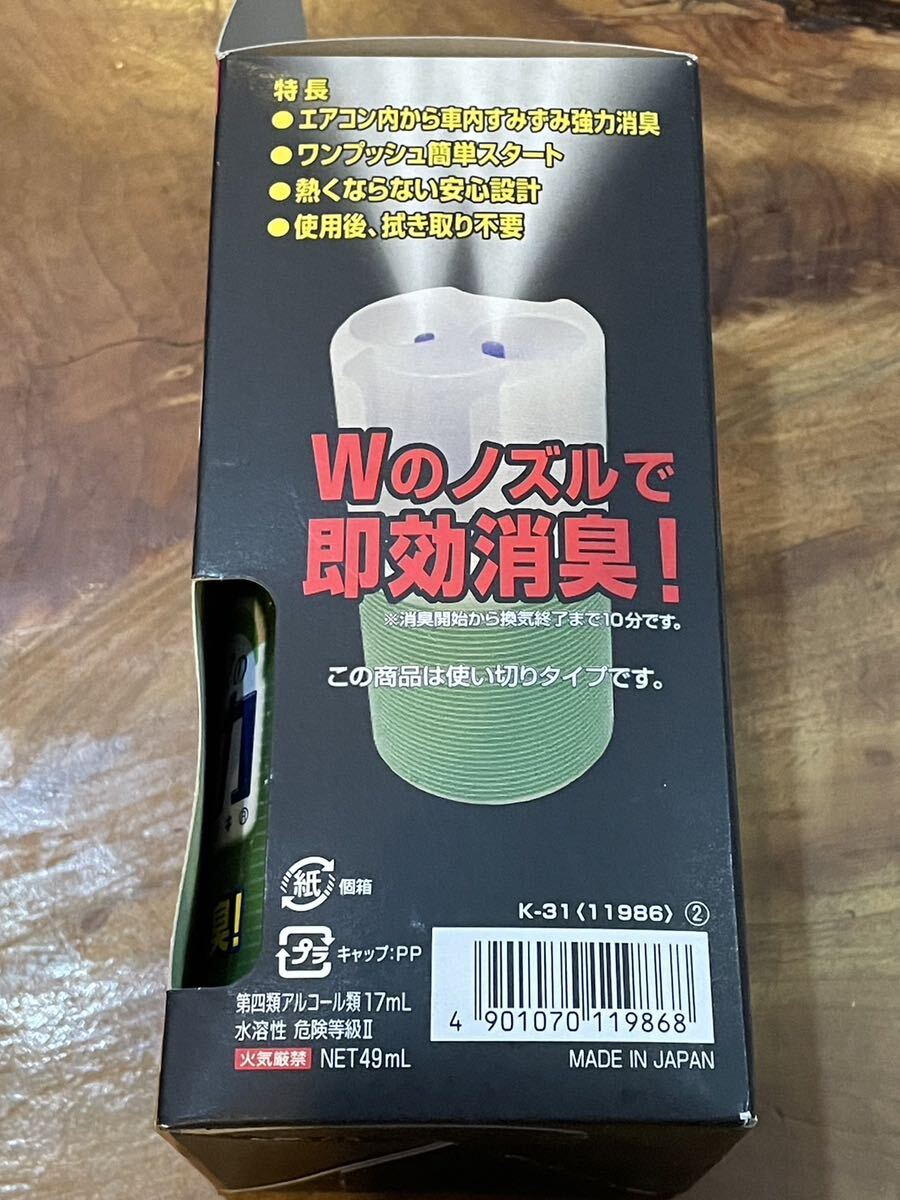 特長
●エアコン内から車内すみずみ強力消臭
●ワンプッシュ簡単スタート
●熱くならない安心設計
●使用後、拭き取り不要
Wのノズルで
即効消臭!
※消臭開始から換気終了まで10分です。
この商品は使い切りタイプです。
臭!
紙 個箱
K-31〈11986〉②
プラ キャップ:PP
第四類アルコール類17mL
水溶性 危険等級Ⅱ
火気厳禁 NET49mL
4 901070 119868
MADE IN JAPAN